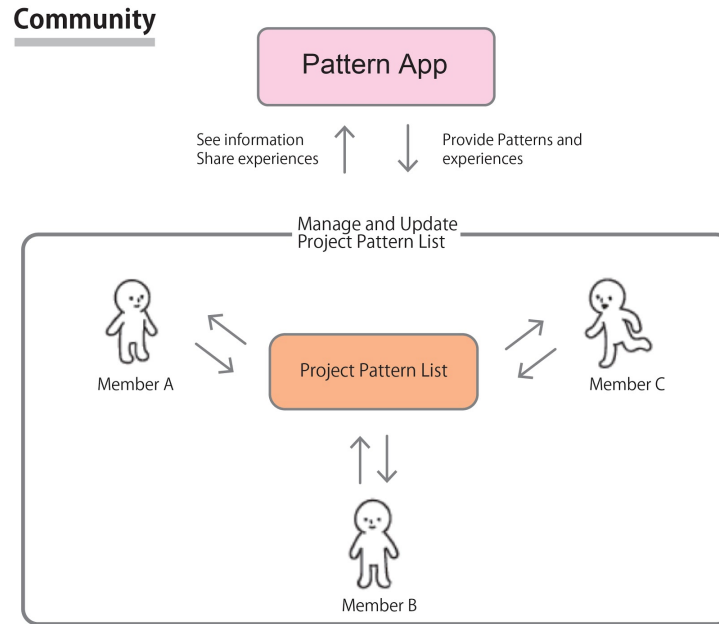 Community
Pattern App
See information
Share experiences
Provide Patterns and
experiences
Manage and Update
Project Pattern List
Member A
Project Pattern List
Member C
Member B